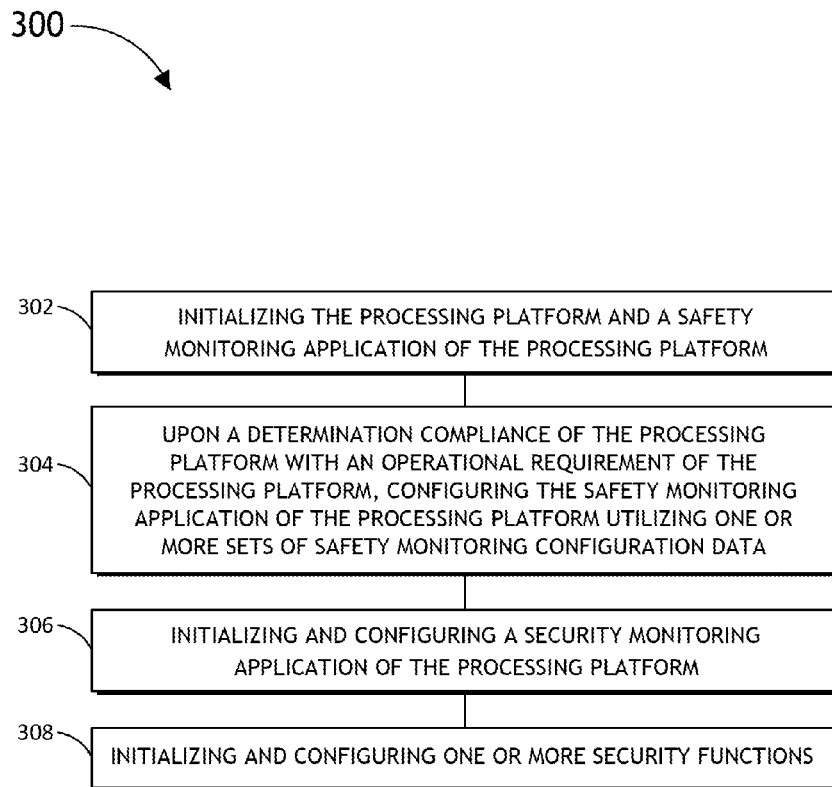 300
302
INITIALIZING THE PROCESSING PLATFORM AND A SAFETY
MONITORING APPLICATION OF THE PROCESSING PLATFORM
304
UPON A DETERMINATION COMPLIANCE OF THE PROCESSING
PLATFORM WITH AN OPERATIONAL REQUIREMENT OF THE
PROCESSING PLATFORM, CONFIGURING THE SAFETY MONITORING
APPLICATION OF THE PROCESSING PLATFORM UTILIZING ONE OR
MORE SETS OF SAFETY MONITORING CONFIGURATION DATA
306
INITIALIZING AND CONFIGURING A SECURITY MONITORING
APPLICATION OF THE PROCESSING PLATFORM
308
INITIALIZING AND CONFIGURING ONE OR MORE SECURITY FUNCTIONS